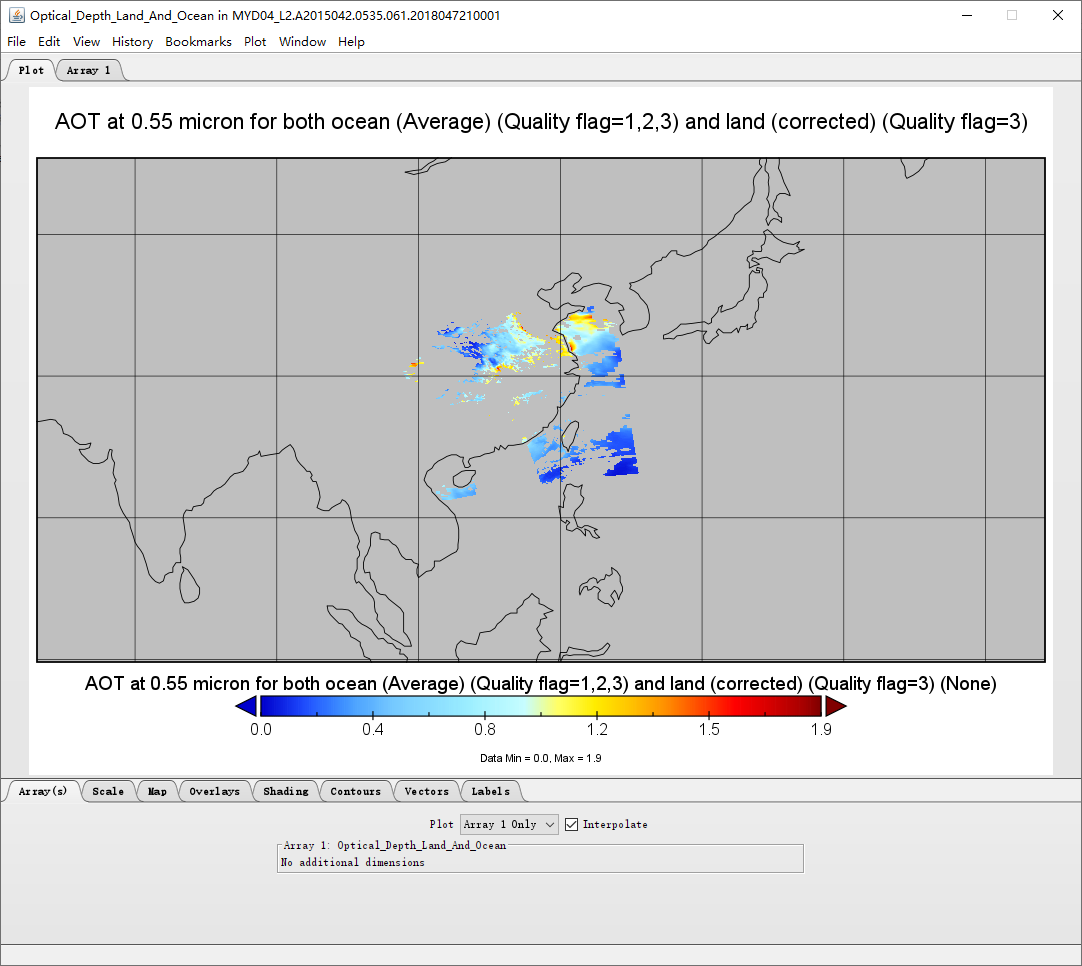 Optical_Depth_Land_And_Ocean in MYD04_L2.A2015042.0535.061.2018047210001
File Edit View History Bookmarks Plot Window Help
Plot Array 1
AOT at 0.55 micron for both ocean (Average) (Quality flag=1,2,3) and land (corrected) (Quality flag=3)
AOT at 0.55 micron for both ocean (Average) (Quality flag=1,2,3) and land (corrected) (Quality flag=3) (None)
0.0 0.4 0.8 1.2 1.5 1.9
Data Min = 0.0, Max = 1.9
Array(s) Scale Map Overlays Shading Contours Vectors Labels
Plot Array 1 Only Interpolate
Array 1: Optical_Depth_Land_And_Ocean
No additional dimensions